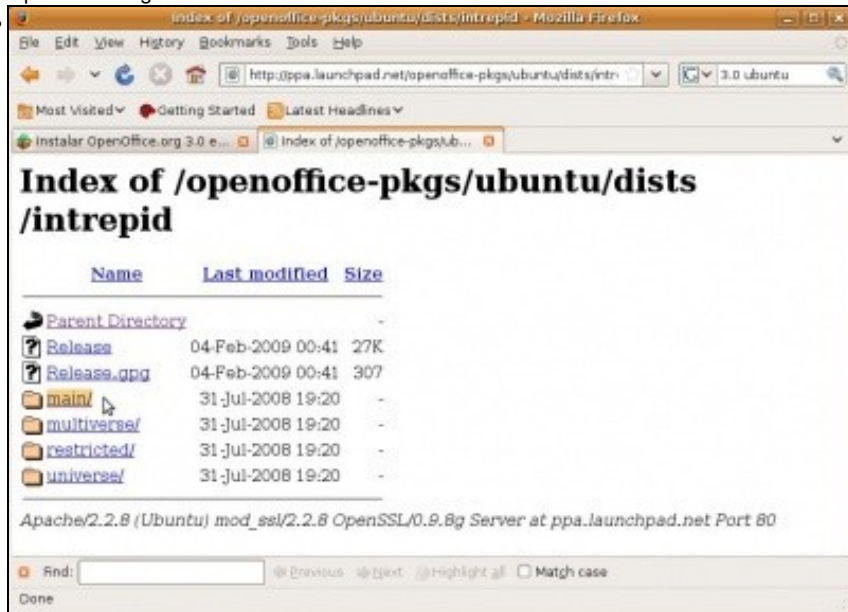 Index of /openoffice-pkgs/ubuntu/dists/intrepid - Mozilla Firefox
File Edit View History Bookmarks Tools Help
http://ppa.launchpad.net/openoffice-pkgs/ubuntu/dists/intr 3.0 ubuntu
Most Visited Getting Started Latest Headlines
Instalar OpenOffice.org 3.0 e... Index of /openoffice-pkgs/ub...
Index of /openoffice-pkgs/ubuntu/dists
/intrepid
Name Last modified Size
Parent Directory -
Release 04-Feb-2009 00:41 27K
Release.gpg 04-Feb-2009 00:41 307
main/ 31-Jul-2008 19:20 -
multiverse/ 31-Jul-2008 19:20 -
restricted/ 31-Jul-2008 19:20 -
universe/ 31-Jul-2008 19:20 -
Apache/2.2.8 (Ubuntu) mod_ssl/2.2.8 OpenSSL/0.9.8g Server at ppa.launchpad.net Port 80
Find: Previous Next Highlight all Match case
Done